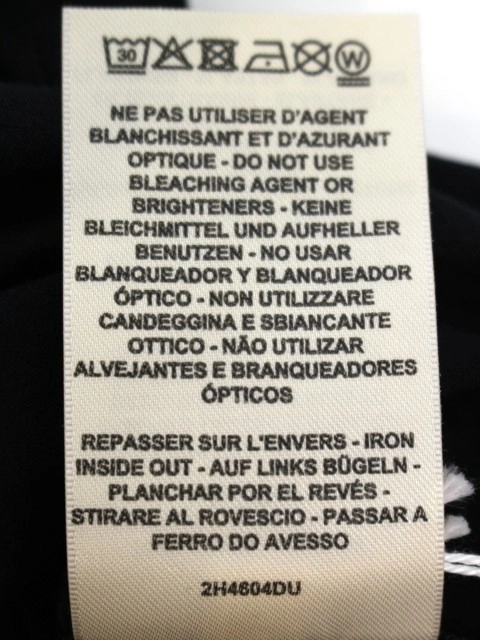 30 W
NE PAS UTILISER D'AGENT
BLANCHISSANT ET D'AZURANT
OPTIQUE - DO NOT USE
BLEACHING AGENT OR
BRIGHTENERS - KEINE
BLEICHMITTEL UND AUFHELLER
BENUTZEN - NO USAR
BLANQUEADOR Y BLANQUEADOR
ÓPTICO - NON UTILIZZARE
CANDEGGINA E SBIANCANTE
OTTICO - NÃO UTILIZAR
ALVEJANTES E BRANQUEADORES
ÓPTICOS
REPASSER SUR L'ENVERS - IRON
INSIDE OUT - AUF LINKS BÜGELN -
PLANCHAR POR EL REVÉS -
STIRARE AL ROVESCIO - PASSAR A
FERRO DO AVESSO
2H4604DU